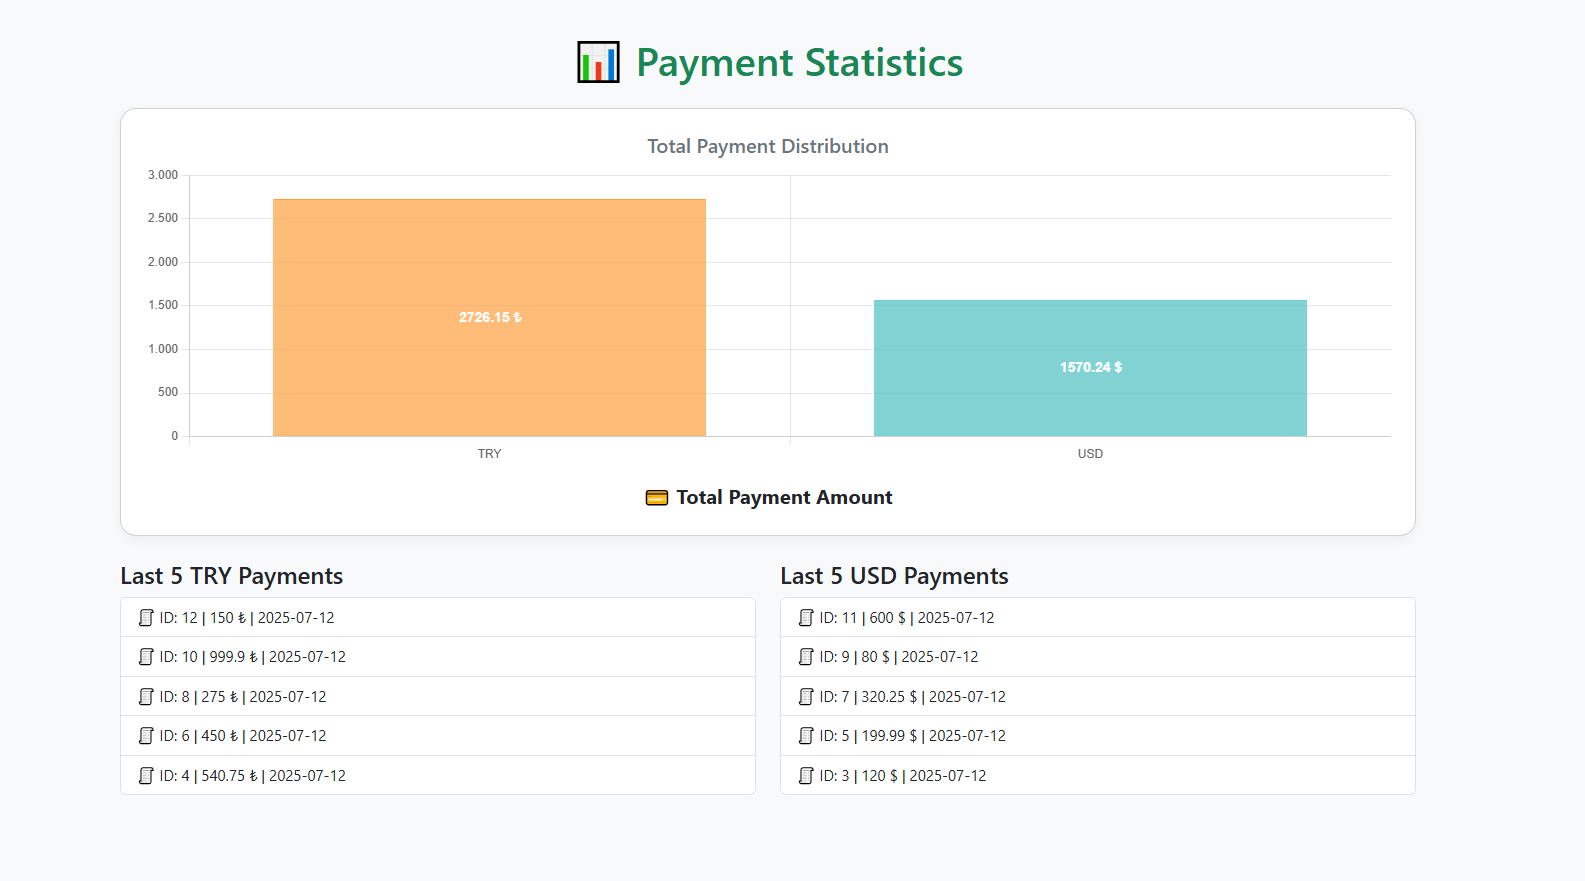 Payment Statistics
Total Payment Distribution
3.000
2.500
2.000
1.500
1.000
500
0
2726.15 ₺
1570.24 $
TRY
USD
Total Payment Amount
Last 5 TRY Payments
ID: 12 | 150 ₺ | 2025-07-12
ID: 10 | 999.9 ₺ | 2025-07-12
ID: 8 | 275 ₺ | 2025-07-12
ID: 6 | 450 ₺ | 2025-07-12
ID: 4 | 540.75 ₺ | 2025-07-12
Last 5 USD Payments
ID: 11 | 600 $ | 2025-07-12
ID: 9 | 80 $ | 2025-07-12
ID: 7 | 320.25 $ | 2025-07-12
ID: 5 | 199.99 $ | 2025-07-12
ID: 3 | 120 $ | 2025-07-12